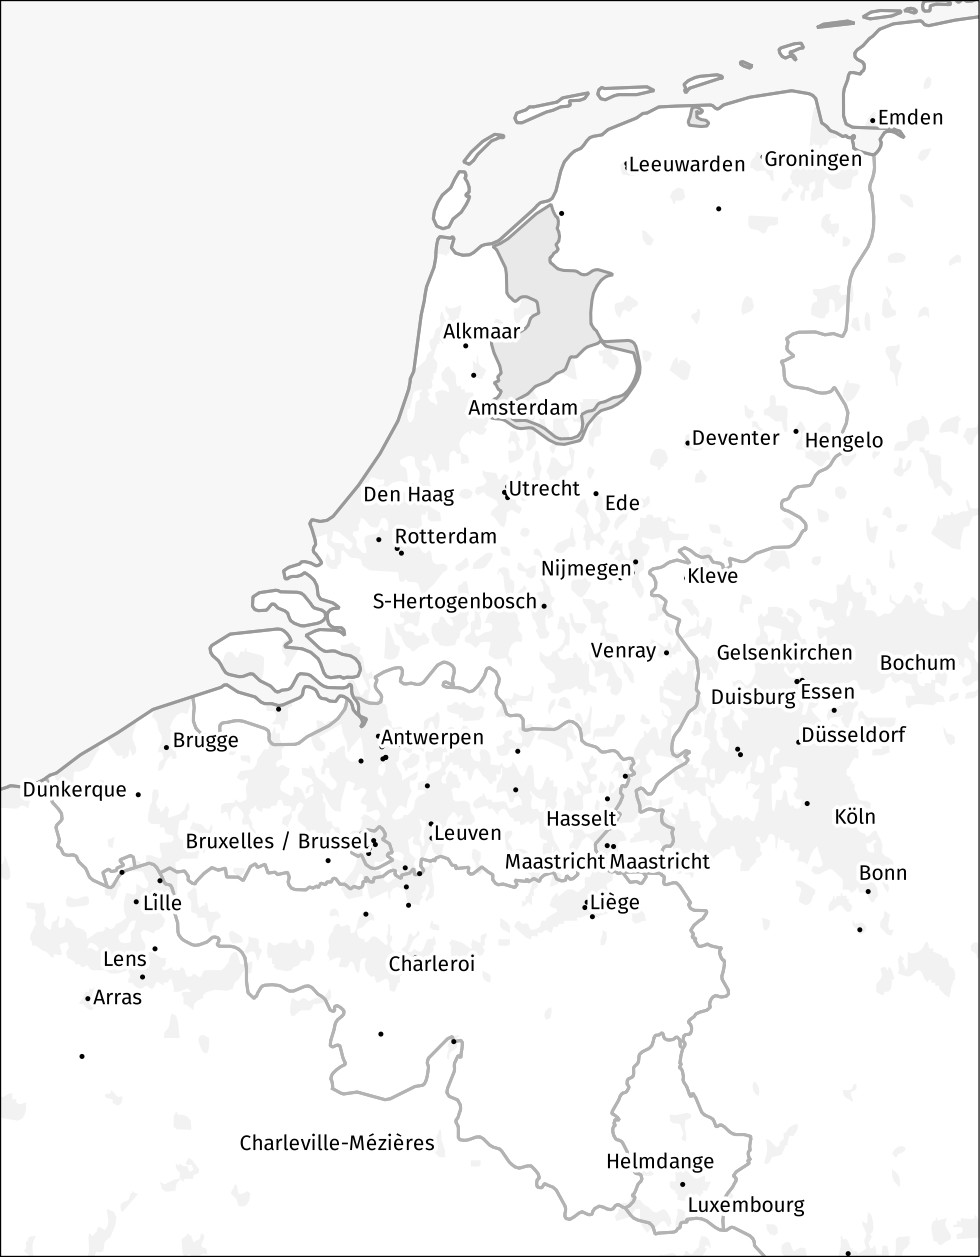 Emden
Groningen
Leeuwarden
Alkmaar
Amsterdam
Deventer
Hengelo
Utrecht
Den Haag
Ede
Rotterdam
Nijmegen
Kleve
S-Hertogenbosch
Venray
Gelsenkirchen
Bochum
Essen
Duisburg
Düsseldorf
Antwerpen
Brugge
Dunkerque
Köln
Hasselt
Leuven
Bruxelles / Brussel
Maastricht
Maastricht
Bonn
Liège
Lille
Lens
Charleroi
Arras
Charleville-Mézières
Helmdange
Luxembourg